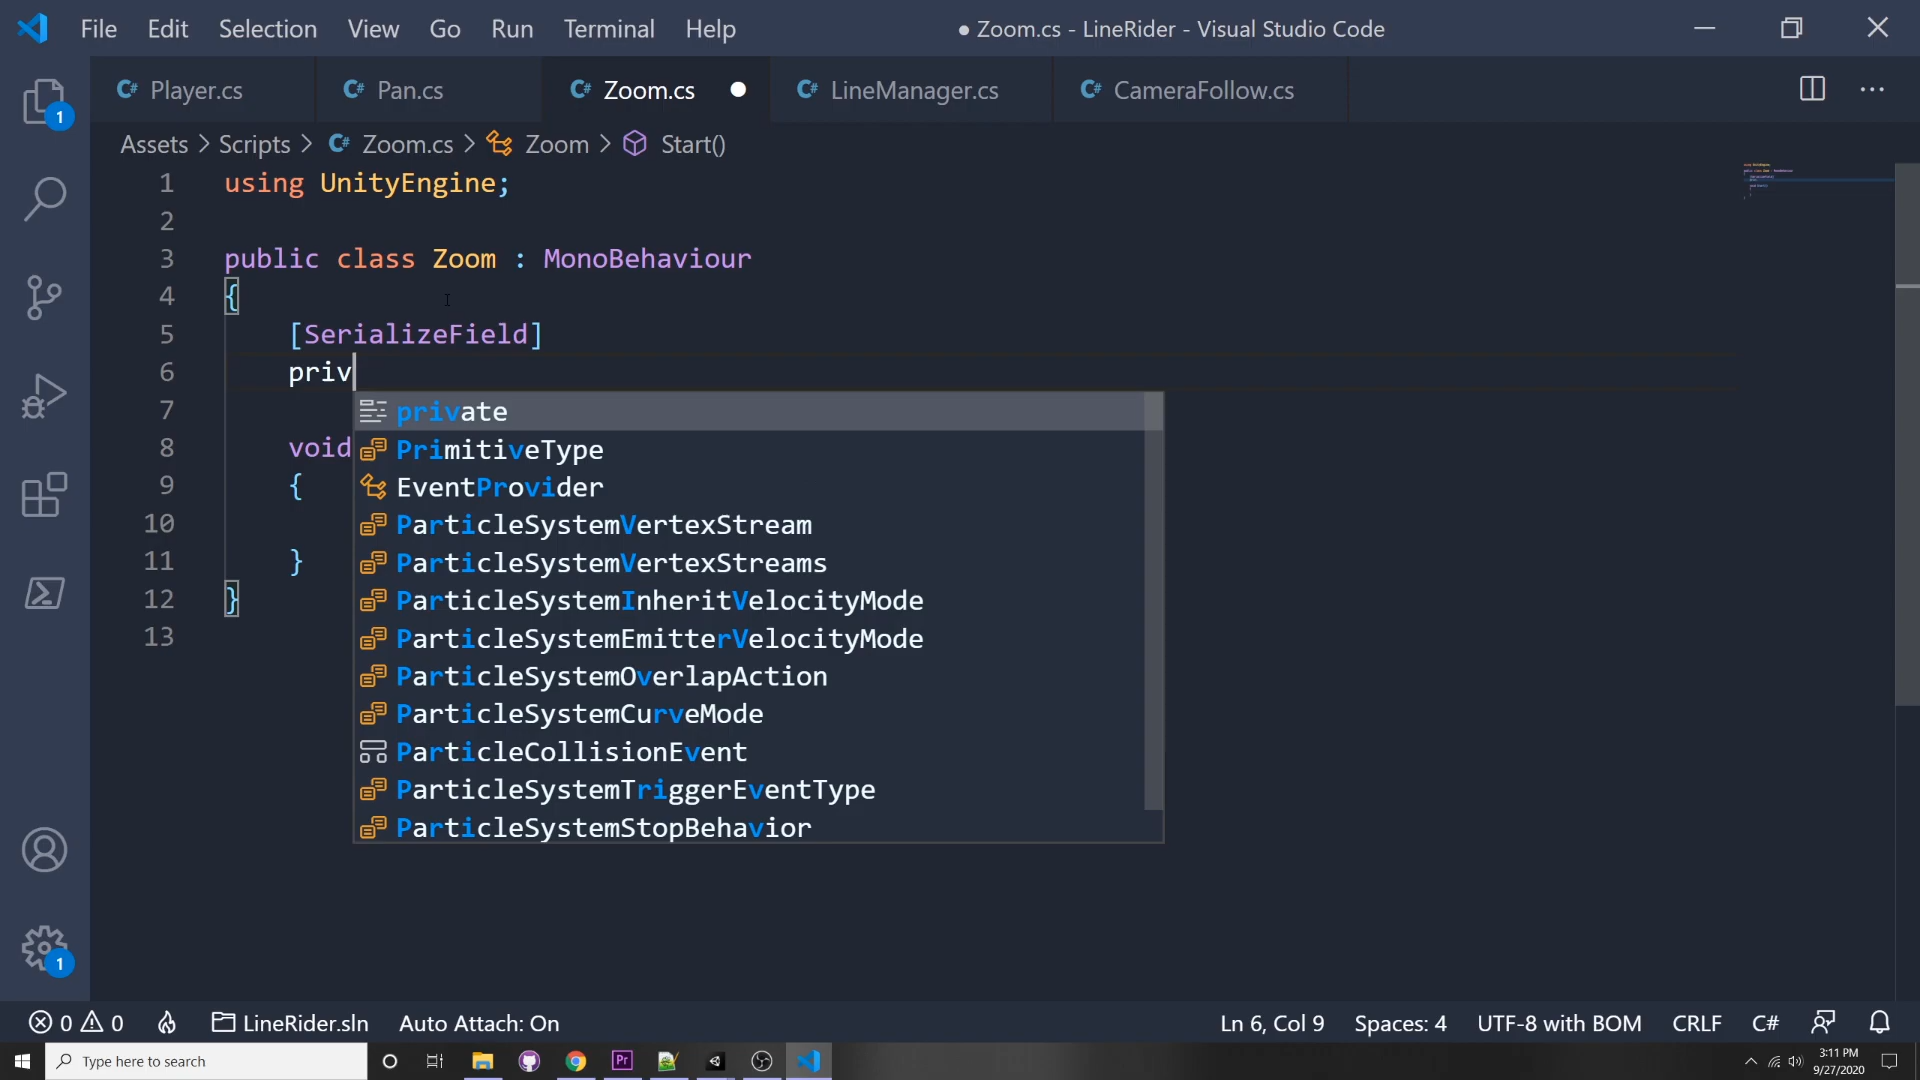 File Edit Selection View Go Run Terminal Help ● Zoom.cs - LineRider - Visual Studio Code
Player.cs Pan.cs Zoom.cs LineManager.cs CameraFollow.cs
Assets > Scripts > Zoom.cs > Zoom > Start()
1 using UnityEngine;
2
3 public class Zoom : MonoBehaviour
4 {
5 [SerializeField]
6 priv
7 private
PrimitiveType
8 void
EventProvider
9 {
10 ParticleSystemVertexStream
11 } ParticleSystemVertexStreams
12 } ParticleSystemInheritVelocityMode
13 ParticleSystemEmitterVelocityMode
ParticleSystemOverlapAction
ParticleSystemCurveMode
ParticleCollisionEvent
ParticleSystemTriggerEventType
ParticleSystemStopBehavior
1
1
0 0 LineRider.sln Auto Attach: On Ln 6, Col 9 Spaces: 4 UTF-8 with BOM CRLF C#
Type here to search Pr 3:11 PM
9/27/2020